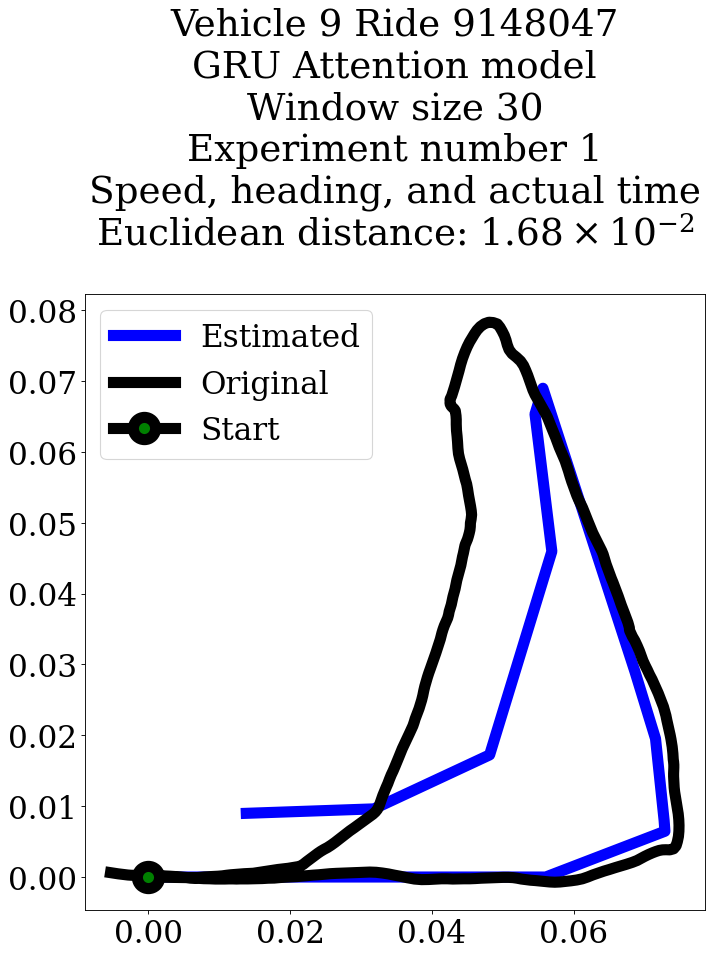 Vehicle 9 Ride 9148047
GRU Attention model
Window size 30
Experiment number 1
Speed, heading, and actual time
Euclidean distance: 1.68 × 10⁻²
0.08
0.07
0.06
0.05
0.04
0.03
0.02
0.01
0.00
Estimated
Original
Start
0.00 0.02 0.04 0.06